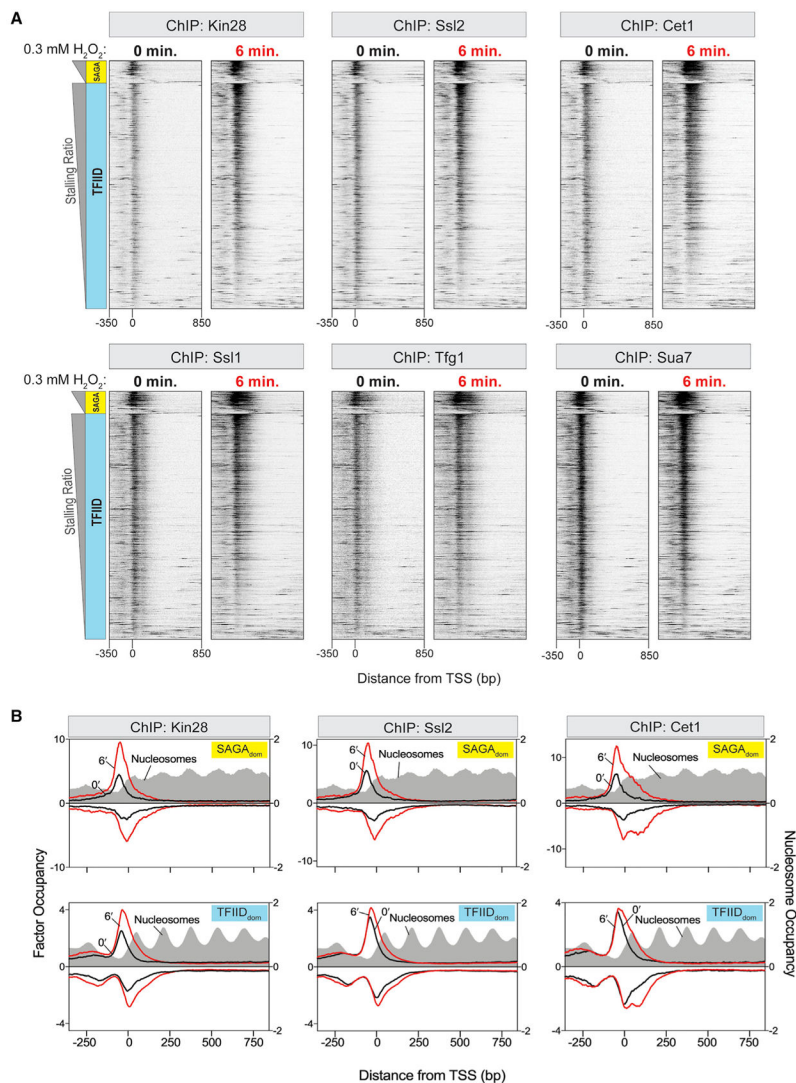 A
ChIP: Kin28
ChIP: Ssl2
ChIP: Cet1
0.3 mM H2O2:
0 min.
6 min.
0 min.
6 min.
0 min.
6 min.
SAGA
Stalling Ratio
TFIID
-350 0 850
-350 0 850
-350 0 850
ChIP: Ssl1
ChIP: Tfg1
ChIP: Sua7
0.3 mM H2O2:
0 min.
6 min.
0 min.
6 min.
0 min.
6 min.
SAGA
Stalling Ratio
TFIID
-350 0 850
-350 0 850
-350 0 850
Distance from TSS (bp)
B
ChIP: Kin28
ChIP: Ssl2
ChIP: Cet1
Factor Occupancy
Nucleosome Occupancy
10
0
-10
6′
0′
Nucleosomes
SAGAdom
10
0
-10
6′
0′
Nucleosomes
SAGAdom
10
0
-10
6′
0′
Nucleosomes
SAGAdom
2
0
-2
4
0
-4
6′
0′
Nucleosomes
TFIIDdom
6′
0′
Nucleosomes
TFIIDdom
6′
0′
Nucleosomes
TFIIDdom
2
0
2
-250 0 250 500 750
-250 0 250 500 750
-250 0 250 500 750
Distance from TSS (bp)